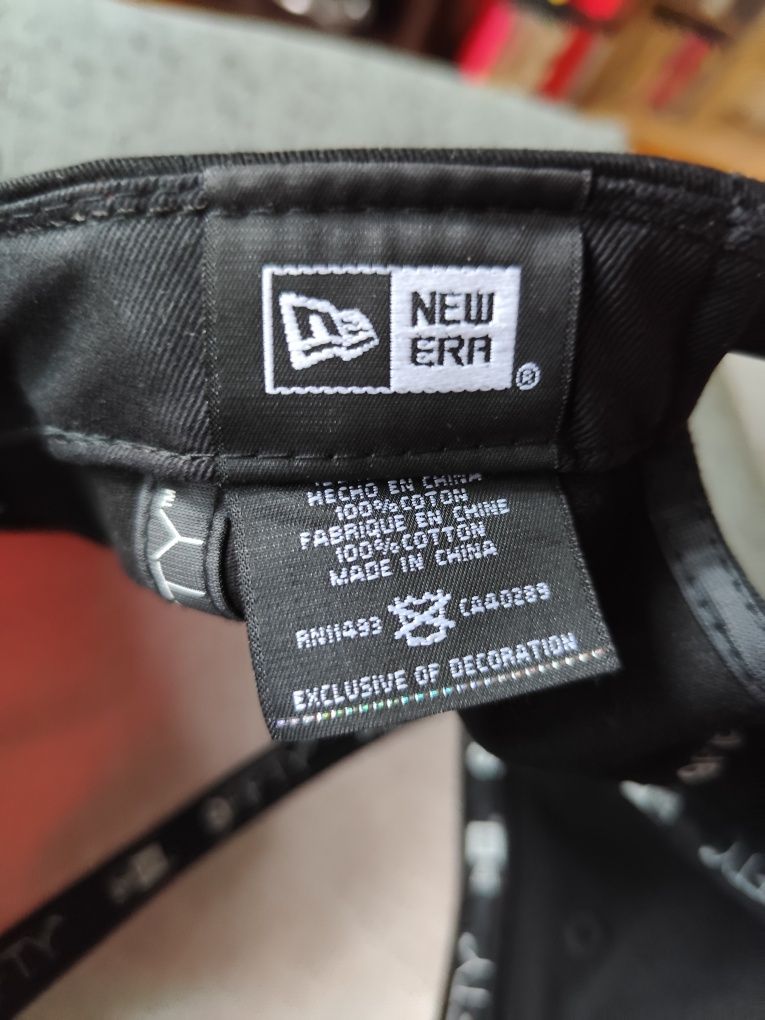 NEW
ERA
®
HECHO EN CHINA
100%COTON
FABRIQUE EN CHINE
100%COTTON
MADE IN CHINA
RN11493 CA40289
EXCLUSIVE OF DECORATION
TY